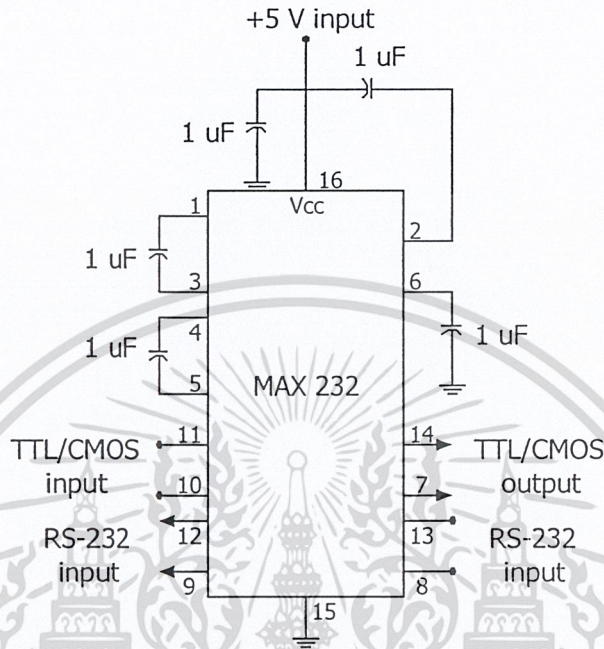 +5 V input
1 uF
1 uF
16
Vcc
1
2
1 uF
3
6
4
1 uF
1 uF
5
MAX 232
11
14
TTL/CMOS
input
TTL/CMOS
output
10
7
12
13
RS-232
input
RS-232
input
9
8
15